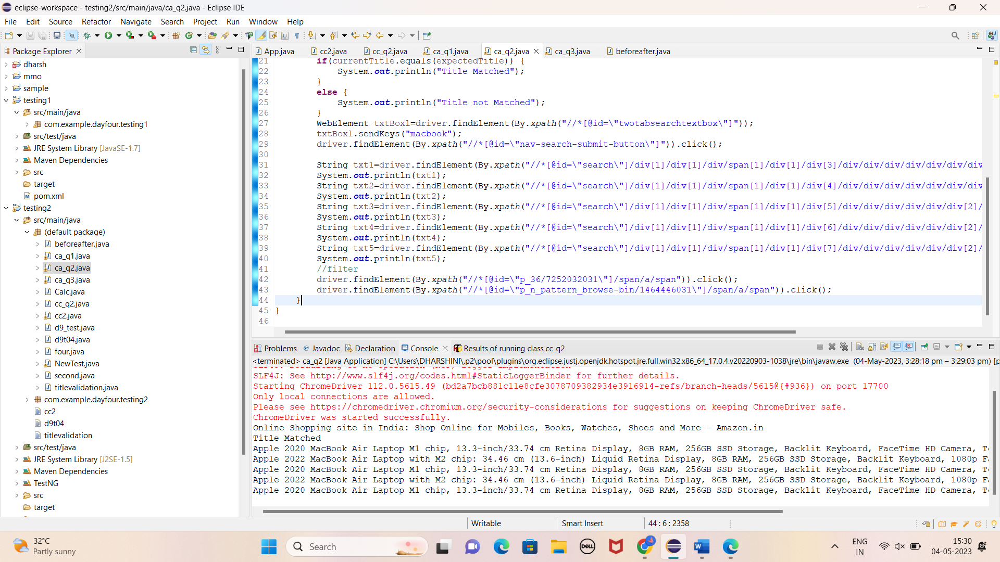 eclipse-workspace - testing2/src/main/java/ca_q2.java - Eclipse IDE
File Edit Source Refactor Navigate Search Project Run Window Help
Package Explorer
dharsh
mmo
sample
testing1
src/main/java
com.example.dayfour.testing1
src/test/java
JRE System Library [JavaSE-1.7]
Maven Dependencies
src
target
pom.xml
testing2
src/main/java
(default package)
beforeafter.java
ca_q1.java
ca_q2.java
ca_q3.java
Calc.java
cc_q2.java
cc2.java
d9_test.java
d9t04.java
four.java
NewTest.java
second.java
titlevalidation.java
com.example.dayfour.testing2
cc2
d9t04
titlevalidation
src/test/java
JRE System Library [J2SE-1.5]
Maven Dependencies
TestNG
src
target
App.java cc2.java cc_q2.java ca_q1.java ca_q2.java ca_q3.java beforeafter.java
21 if(currentTitle.equals(expectedTitle)) {
22 System.out.println("Title Matched");
23 }
24 else {
25 System.out.println("Title not Matched");
26 }
27 WebElement txtBoxl=driver.findElement(By.xpath("//*[@id=\"twotabsearchtextbox\"]"));
28 txtBoxl.sendKeys("macbook");
29 driver.findElement(By.xpath("//*[@id=\"nav-search-submit-button\"]")).click();
30
31 String txt1=driver.findElement(By.xpath("//*[@id=\"search\"]/div[1]/div[1]/div/span[1]/div[1]/div[3]/div/div/div/div/div/div/div
32 System.out.println(txt1);
33 String txt2=driver.findElement(By.xpath("//*[@id=\"search\"]/div[1]/div[1]/div/span[1]/div[1]/div[4]/div/div/div/div/div/div/div
34 System.out.println(txt2);
35 String txt3=driver.findElement(By.xpath("//*[@id=\"search\"]/div[1]/div[1]/div/span[1]/div[1]/div[5]/div/div/div/div/div/div[2]/
36 System.out.println(txt3);
37 String txt4=driver.findElement(By.xpath("//*[@id=\"search\"]/div[1]/div[1]/div/span[1]/div[1]/div[6]/div/div/div/div/div/div[2]/
38 System.out.println(txt4);
39 String txt5=driver.findElement(By.xpath("//*[@id=\"search\"]/div[1]/div[1]/div/span[1]/div[1]/div[7]/div/div/div/div/div/div[2]/
40 System.out.println(txt5);
41 //filter
42 driver.findElement(By.xpath("//*[@id=\"p_36/7252032031\"]/span/a/span")).click();
43 driver.findElement(By.xpath("//*[@id=\"p_n_pattern_browse-bin/1464446031\"]/span/a/span")).click();
44 }
45 }
46
Problems @ Javadoc Declaration Console Results of running class cc_q2
<terminated> ca_q2 [Java Application] C:\Users\DHARSHINI\.p2\pool\plugins\org.eclipse.justj.openjdk.hotspot.jre.full.win32.x86_64_17.0.4.v20220903-1038\jre\bin\javaw.exe (04-May-2023, 3:28:18 pm – 3:29:03 pm) [p
SLF4J: Defaulting to no-operation (NOP) logger implementation
SLF4J: See http://www.slf4j.org/codes.html#StaticLoggerBinder for further details.
Starting ChromeDriver 112.0.5615.49 (bd2a7bcb881c11e8cfe3078709382934e3916914-refs/branch-heads/5615@{#936}) on port 17700
Only local connections are allowed.
Please see https://chromedriver.chromium.org/security-considerations for suggestions on keeping ChromeDriver safe.
ChromeDriver was started successfully.
Online Shopping site in India: Shop Online for Mobiles, Books, Watches, Shoes and More - Amazon.in
Title Matched
Apple 2020 MacBook Air Laptop M1 chip, 13.3-inch/33.74 cm Retina Display, 8GB RAM, 256GB SSD Storage, Backlit Keyboard, FaceTime HD Camera, T
Apple 2022 MacBook Air Laptop with M2 chip: 34.46 cm (13.6-inch) Liquid Retina Display, 8GB RAM, 256GB SSD Storage, Backlit Keyboard, 1080p F
Apple 2020 MacBook Air Laptop M1 chip, 13.3-inch/33.74 cm Retina Display, 8GB RAM, 256GB SSD Storage, Backlit Keyboard, FaceTime HD Camera, T
Apple 2022 MacBook Air Laptop with M2 chip: 34.46 cm (13.6-inch) Liquid Retina Display, 8GB RAM, 256GB SSD Storage, Backlit Keyboard, 1080p F
Apple 2020 MacBook Air Laptop M1 chip, 13.3-inch/33.74 cm Retina Display, 8GB RAM, 256GB SSD Storage, Backlit Keyboard, FaceTime HD Camera, T
Writable Smart Insert 44 : 6 : 2358
32°C
Partly sunny
Search
DELL
ENG
IN
15:30
04-05-2023